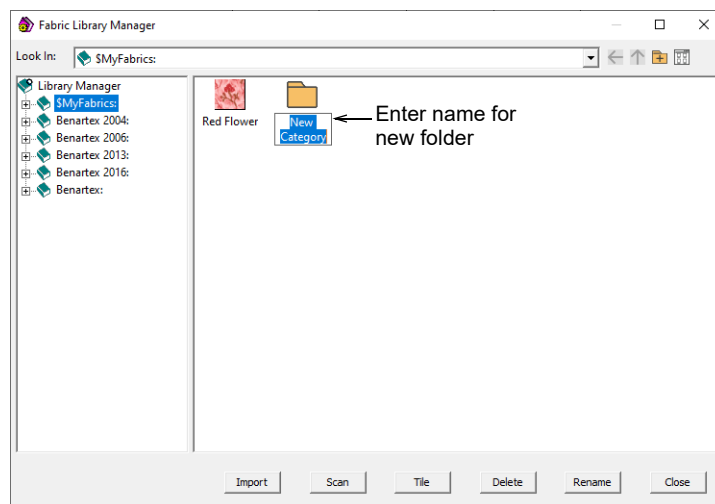 Fabric Library Manager
Look In: $MyFabrics:
Library Manager
$MyFabrics:
Benartex 2004:
Benartex 2006:
Benartex 2013:
Benartex 2016:
Benartex:
Red Flower
New
Category
Enter name for
new folder
Import Scan Tile Delete Rename Close